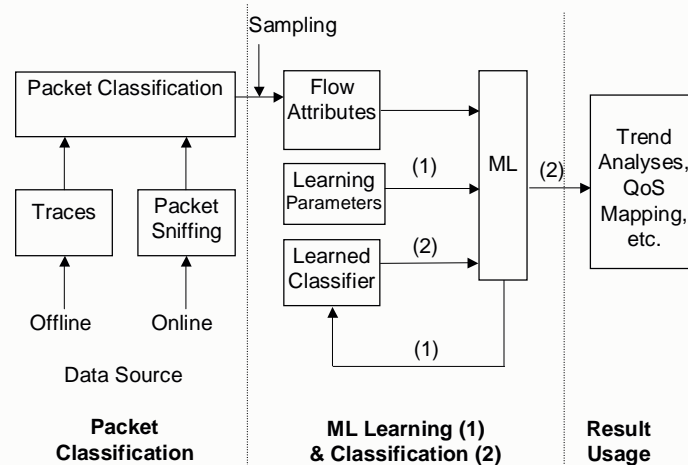 Sampling
Packet Classification
Flow
Attributes
ML
Trend
Analyses,
QoS
Mapping,
etc.
(1)
(2)
Learning
Parameters
Traces
Packet
Sniffing
Learned
Classifier
(2)
Offline
Online
(1)
Data Source
Packet
Classification
ML Learning (1)
& Classification (2)
Result
Usage